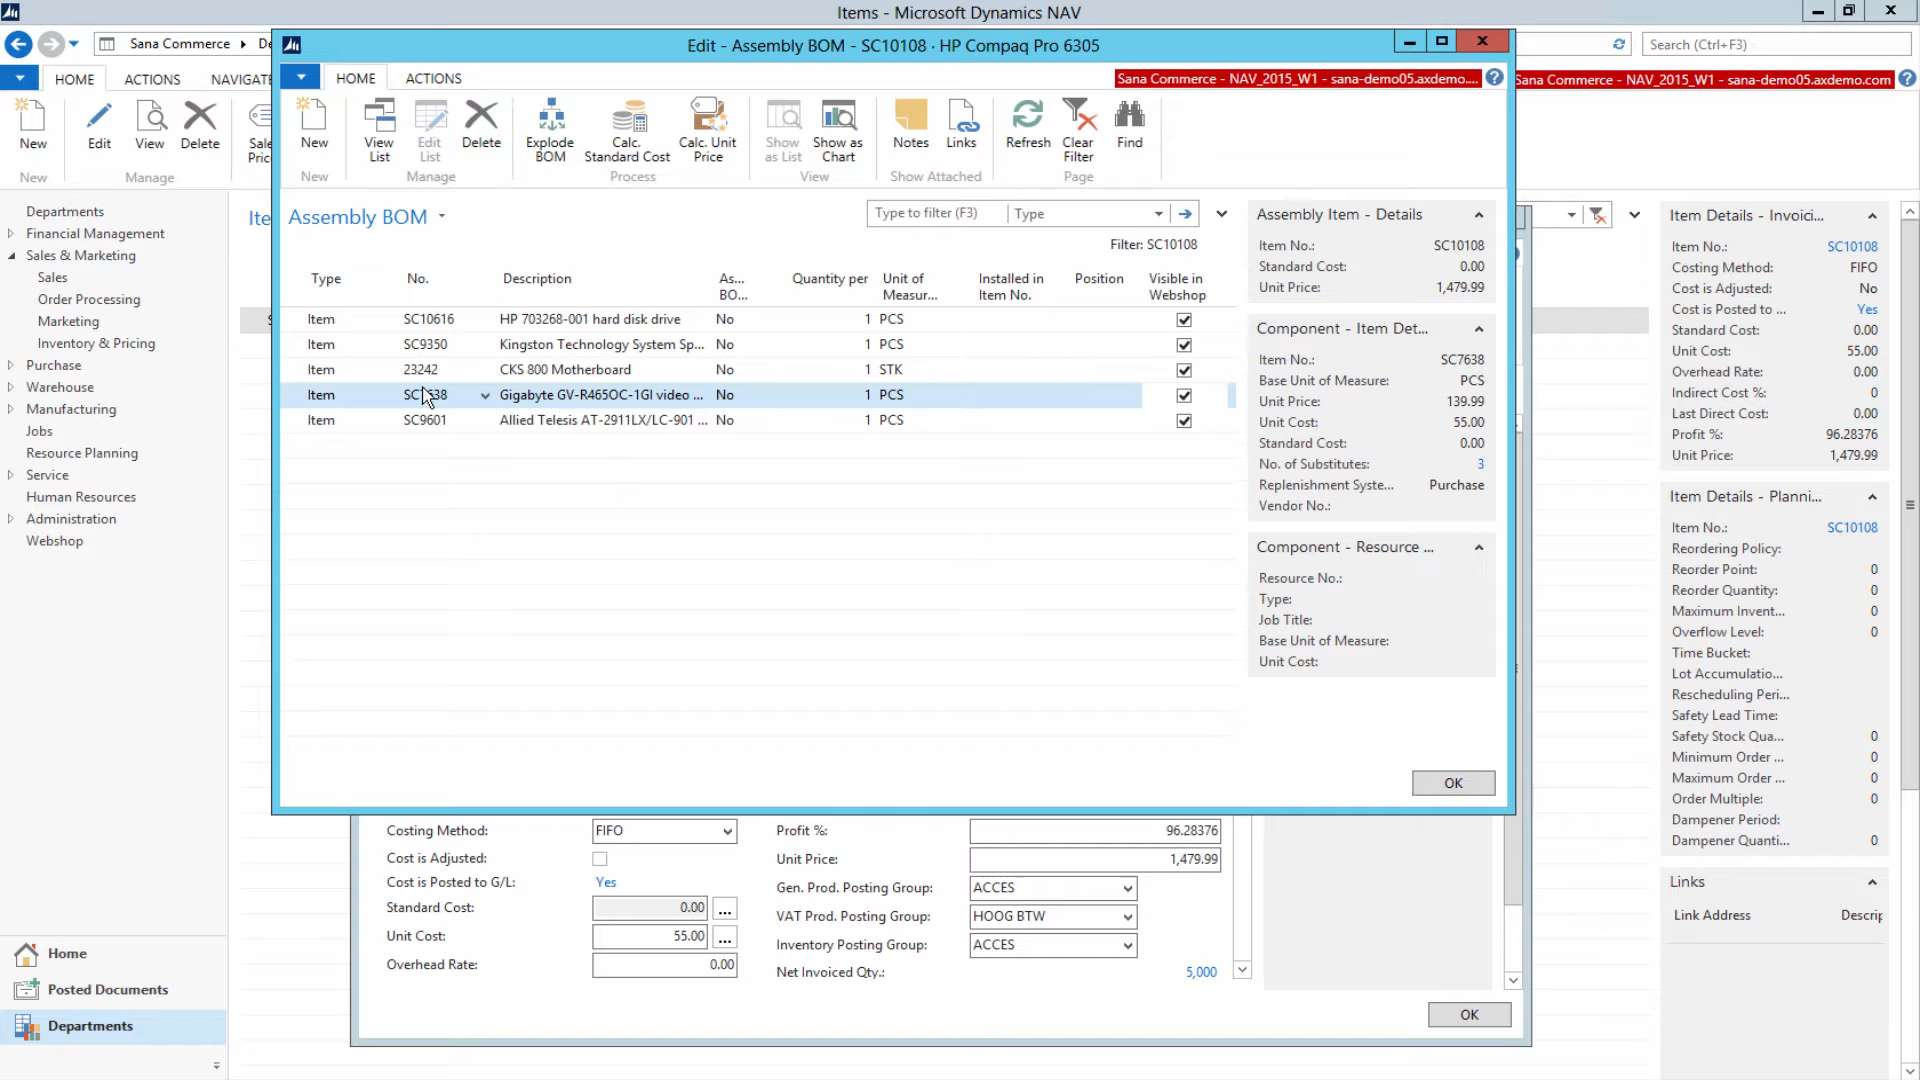 Items - Microsoft Dynamics NAV
Sana Commerce
Search (Ctrl+F3)
Edit - Assembly BOM - SC10108 · HP Compaq Pro 6305
HOME ACTIONS NAVIGATE
HOME ACTIONS
Sana Commerce - NAV_2015_W1 - sana-demo05.axdemo....
Sana Commerce - NAV_2015_W1 - sana-demo05.axdemo.com
New Edit View Delete
New Manage
New View List Edit List Delete Explode BOM Calc. Standard Cost Calc. Unit Price Show as List Show as Chart Notes Links Refresh Clear Filter Find
New Manage Process View Show Attached Page
Departments
Financial Management
Sales & Marketing
Sales
Order Processing
Marketing
Inventory & Pricing
Purchase
Warehouse
Manufacturing
Jobs
Resource Planning
Service
Human Resources
Administration
Webshop
Home
Posted Documents
Departments
Assembly BOM
Type to filter (F3) Type
Filter: SC10108
Type No. Description As... BO... Quantity per Unit of Measur... Installed in Item No. Position Visible in Webshop
Item SC10616 HP 703268-001 hard disk drive No 1 PCS
Item SC9350 Kingston Technology System Sp... No 1 PCS
Item 23242 CKS 800 Motherboard No 1 STK
Item SC7638 Gigabyte GV-R465OC-1GI video ... No 1 PCS
Item SC9601 Allied Telesis AT-2911LX/LC-901 ... No 1 PCS
Assembly Item - Details
Item No.: SC10108
Standard Cost: 0.00
Unit Price: 1,479.99
Component - Item Det...
Item No.: SC7638
Base Unit of Measure: PCS
Unit Price: 139.99
Unit Cost: 55.00
Standard Cost: 0.00
No. of Substitutes: 3
Replenishment Syste... Purchase
Vendor No.:
Component - Resource ...
Resource No.:
Type:
Job Title:
Base Unit of Measure:
Unit Cost:
OK
Costing Method: FIFO
Cost is Adjusted:
Cost is Posted to G/L: Yes
Standard Cost: 0.00 ...
Unit Cost: 55.00 ...
Overhead Rate: 0.00
Profit %: 96.28376
Unit Price: 1,479.99
Gen. Prod. Posting Group: ACCES
VAT Prod. Posting Group: HOOG BTW
Inventory Posting Group: ACCES
Net Invoiced Qty.: 5,000
OK
Item Details - Invoici...
Item No.: SC10108
Costing Method: FIFO
Cost is Adjusted: No
Cost is Posted to ... Yes
Standard Cost: 0.00
Unit Cost: 55.00
Overhead Rate: 0.00
Indirect Cost %: 0
Last Direct Cost: 0.00
Profit %: 96.28376
Unit Price: 1,479.99
Item Details - Planni...
Item No.: SC10108
Reordering Policy:
Reorder Point: 0
Reorder Quantity: 0
Maximum Invent... 0
Overflow Level: 0
Time Bucket:
Lot Accumulatio...
Rescheduling Peri...
Safety Lead Time:
Safety Stock Qua... 0
Minimum Order ... 0
Maximum Order ... 0
Order Multiple: 0
Dampener Period:
Dampener Quanti... 0
Links
Link Address Descrip